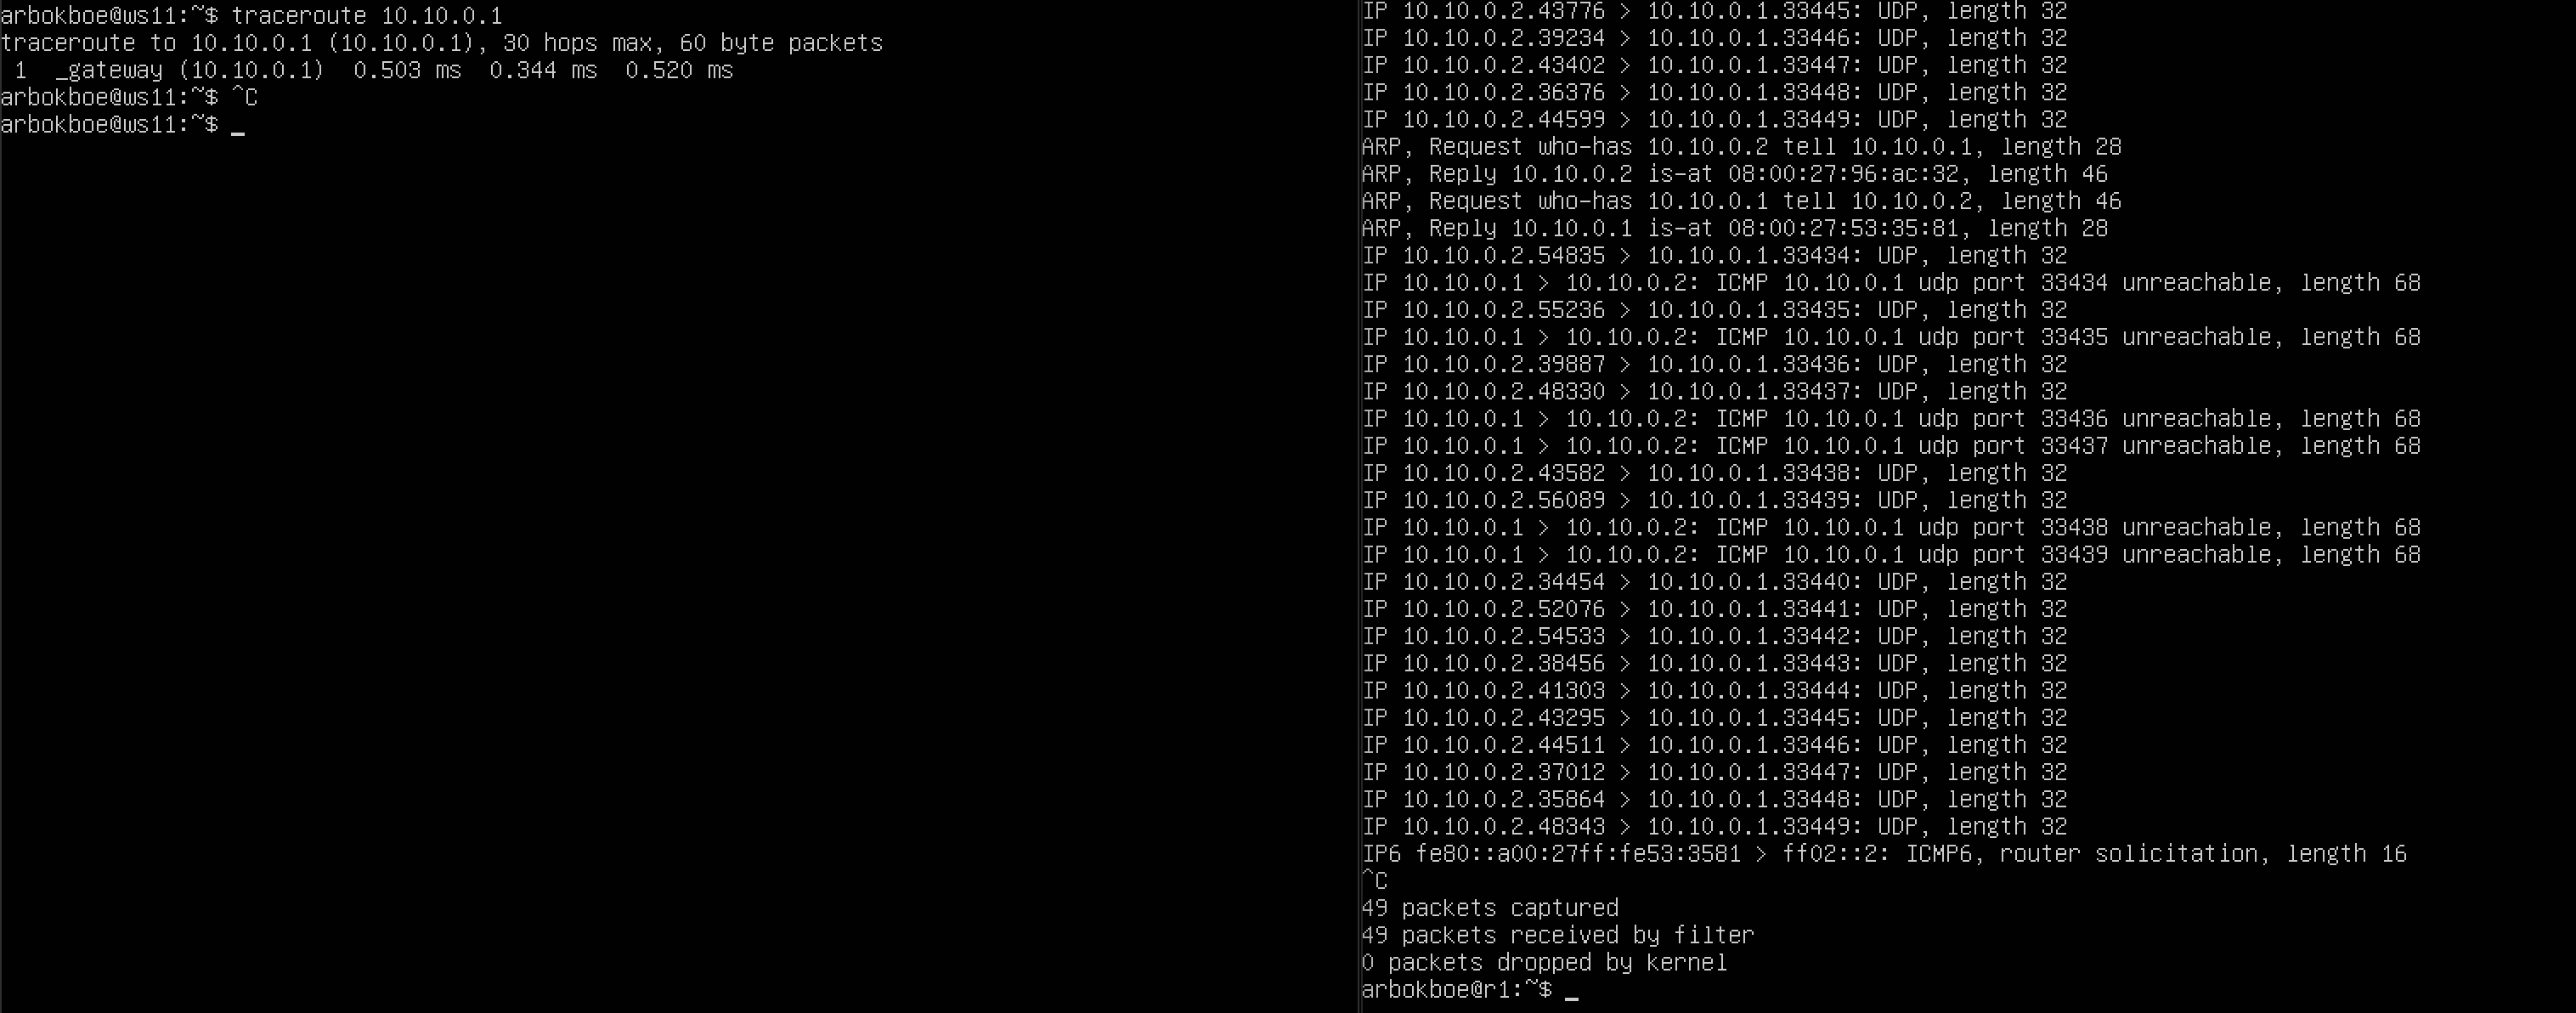 arbokboe@ws11:~$ traceroute 10.10.0.1
traceroute to 10.10.0.1 (10.10.0.1), 30 hops max, 60 byte packets
 1  _gateway (10.10.0.1)  0.503 ms  0.344 ms  0.520 ms
arbokboe@ws11:~$ ^C
arbokboe@ws11:~$ _
IP 10.10.0.2.43776 > 10.10.0.1.33445: UDP, length 32
IP 10.10.0.2.39234 > 10.10.0.1.33446: UDP, length 32
IP 10.10.0.2.43402 > 10.10.0.1.33447: UDP, length 32
IP 10.10.0.2.36376 > 10.10.0.1.33448: UDP, length 32
IP 10.10.0.2.44599 > 10.10.0.1.33449: UDP, length 32
ARP, Request who-has 10.10.0.2 tell 10.10.0.1, length 28
ARP, Reply 10.10.0.2 is-at 08:00:27:96:ac:32, length 46
ARP, Request who-has 10.10.0.1 tell 10.10.0.2, length 46
ARP, Reply 10.10.0.1 is-at 08:00:27:53:35:81, length 28
IP 10.10.0.2.54835 > 10.10.0.1.33434: UDP, length 32
IP 10.10.0.1 > 10.10.0.2: ICMP 10.10.0.1 udp port 33434 unreachable, length 68
IP 10.10.0.2.55236 > 10.10.0.1.33435: UDP, length 32
IP 10.10.0.1 > 10.10.0.2: ICMP 10.10.0.1 udp port 33435 unreachable, length 68
IP 10.10.0.2.39887 > 10.10.0.1.33436: UDP, length 32
IP 10.10.0.2.48330 > 10.10.0.1.33437: UDP, length 32
IP 10.10.0.1 > 10.10.0.2: ICMP 10.10.0.1 udp port 33436 unreachable, length 68
IP 10.10.0.1 > 10.10.0.2: ICMP 10.10.0.1 udp port 33437 unreachable, length 68
IP 10.10.0.2.43582 > 10.10.0.1.33438: UDP, length 32
IP 10.10.0.2.56089 > 10.10.0.1.33439: UDP, length 32
IP 10.10.0.1 > 10.10.0.2: ICMP 10.10.0.1 udp port 33438 unreachable, length 68
IP 10.10.0.1 > 10.10.0.2: ICMP 10.10.0.1 udp port 33439 unreachable, length 68
IP 10.10.0.2.34454 > 10.10.0.1.33440: UDP, length 32
IP 10.10.0.2.52076 > 10.10.0.1.33441: UDP, length 32
IP 10.10.0.2.54533 > 10.10.0.1.33442: UDP, length 32
IP 10.10.0.2.38456 > 10.10.0.1.33443: UDP, length 32
IP 10.10.0.2.41303 > 10.10.0.1.33444: UDP, length 32
IP 10.10.0.2.43295 > 10.10.0.1.33445: UDP, length 32
IP 10.10.0.2.44511 > 10.10.0.1.33446: UDP, length 32
IP 10.10.0.2.37012 > 10.10.0.1.33447: UDP, length 32
IP 10.10.0.2.35864 > 10.10.0.1.33448: UDP, length 32
IP 10.10.0.2.48343 > 10.10.0.1.33449: UDP, length 32
IP6 fe80::a00:27ff:fe53:3581 > ff02::2: ICMP6, router solicitation, length 16
^C
49 packets captured
49 packets received by filter
0 packets dropped by kernel
arbokboe@r1:~$ _